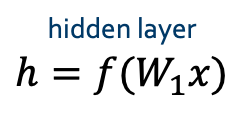 hidden layer
h = f(W₁x)